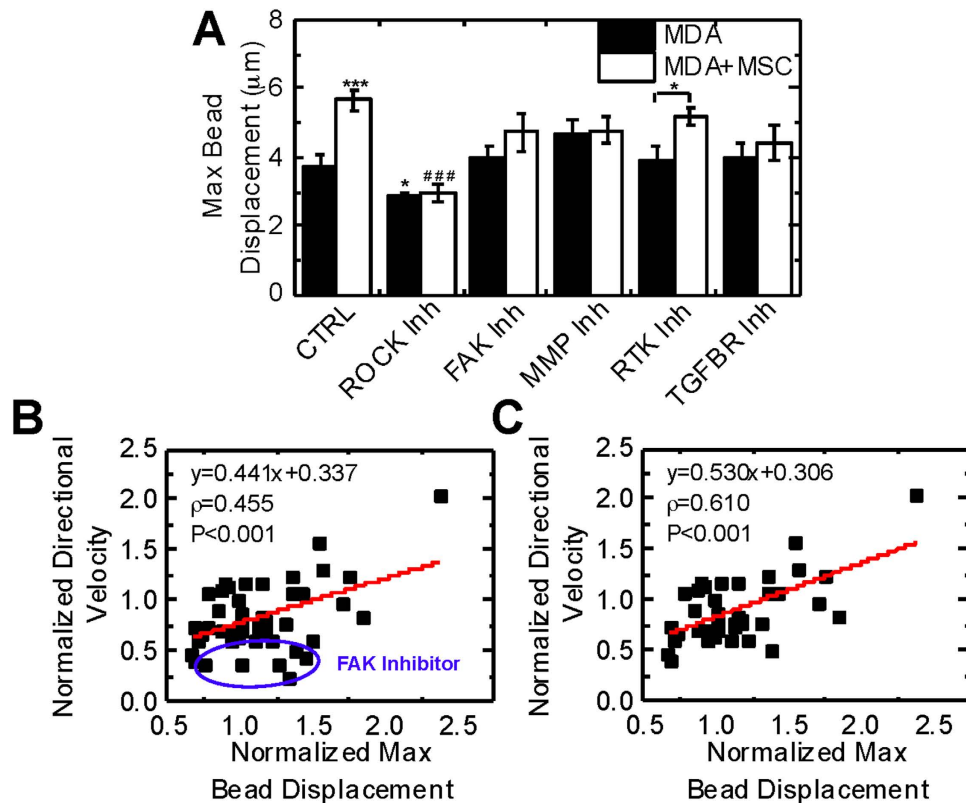 A
MDA
MDA+MSC
Max Bead
Displacement (μm)
8
6
4
2
0
***
*
###
*
CTRL
ROCK Inh
FAK Inh
MMP Inh
RTK Inh
TGFBR Inh
B
Normalized Directional
Velocity
2.5
2.0
1.5
1.0
0.5
0.0
y=0.441x+0.337
ρ=0.455
P<0.001
FAK Inhibitor
0.5 1.0 1.5 2.0 2.5
Normalized Max
Bead Displacement
C
Normalized Directional
Velocity
2.5
2.0
1.5
1.0
0.5
0.0
y=0.530x+0.306
ρ=0.610
P<0.001
0.5 1.0 1.5 2.0 2.5
Normalized Max
Bead Displacement